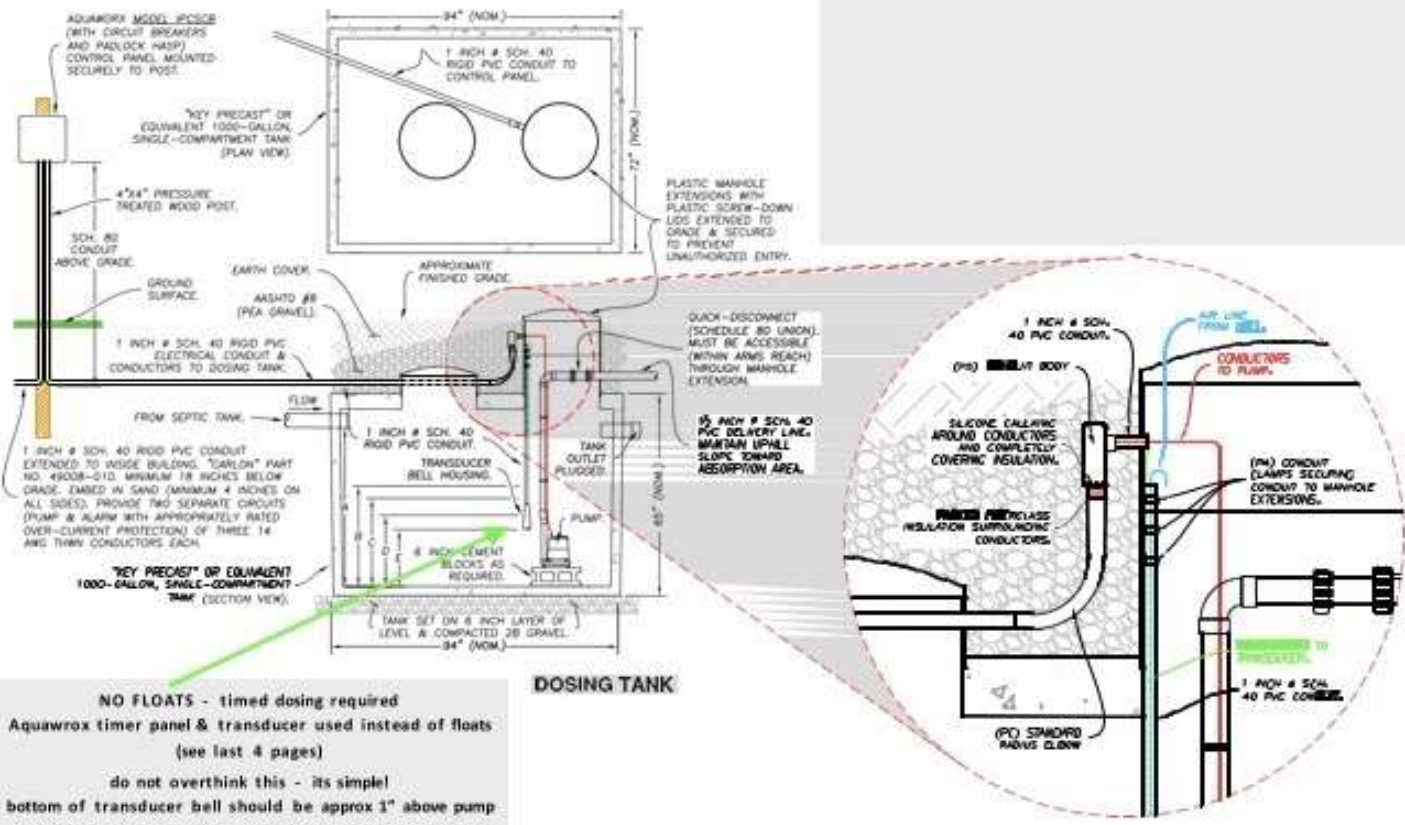 94" (NOM.)
AQUAWORX MODEL IPCSCB
(WITH CIRCUIT BREAKERS
AND PADLOCK HASP)
CONTROL PANEL MOUNTED
SECURELY TO POST.
1 INCH ø SCH. 40
RIGID PVC CONDUIT TO
CONTROL PANEL.
"KEY PRECAST" OR
EQUIVALENT 1000-GALLON,
SINGLE-COMPARTMENT TANK
(PLAN VIEW).
72" (NOM.)
4"X4" PRESSURE
TREATED WOOD POST.
SCH. 80
CONDUIT
ABOVE GRADE.
PLASTIC MANHOLE
EXTENSIONS WITH
PLASTIC SCREW-DOWN
LIDS EXTENDED TO
GRADE & SECURED
TO PREVENT
UNAUTHORIZED ENTRY.
EARTH COVER.
APPROXIMATE
FINISHED GRADE.
GROUND
SURFACE.
AASHTO #8
(PEA GRAVEL).
1 INCH ø SCH. 40 RIGID PVC
ELECTRICAL CONDUIT &
CONDUCTORS TO DOSING TANK.
QUICK-DISCONNECT
(SCHEDULE 80 UNION).
MUST BE ACCESSIBLE
(WITHIN ARMS REACH)
THROUGH MANHOLE
EXTENSION.
FLOW
FROM SEPTIC TANK.
1 INCH ø SCH. 40
RIGID PVC CONDUIT.
TRANSDUCER
BELL HOUSING.
TANK
OUTLET
PLUGGED.
INCH ø SCH. 40
PVC DELIVERY LINE.
MAINTAIN UPHILL
SLOPE TOWARD
ABSORPTION AREA.
1 INCH ø SCH. 40 RIGID PVC CONDUIT
EXTENDED TO INSIDE BUILDING. "CARLON" PART
NO. 49008-010. MINIMUM 18 INCHES BELOW
GRADE. EMBED IN SAND (MINIMUM 4 INCHES ON
ALL SIDES). PROVIDE TWO SEPARATE CIRCUITS
(PUMP & ALARM WITH APPROPRIATELY RATED
OVER-CURRENT PROTECTION) OF THREE 14
AWG THWN CONDUCTORS EACH.
A
B
C
D
E
PUMP.
65" (NOM.)
6 INCH CEMENT
BLOCKS AS
REQUIRED.
"KEY PRECAST" OR EQUIVALENT
1000-GALLON, SINGLE-COMPARTMENT
TANK (SECTION VIEW).
TANK SET ON 6 INCH LAYER OF
LEVEL & COMPACTED 2B GRAVEL.
94" (NOM.)
DOSING TANK
1 INCH ø SCH.
40 PVC CONDUIT.
AIR LINE
FROM
CONDUCTORS
TO PUMP.
BODY
SILICONE CAULKING
AROUND CONDUCTORS
AND COMPLETELY
COVERING INSULATION.
INSULATION SURROUNDING
CONDUCTORS.
CONDUIT
CLAMPS SECURING
CONDUIT TO MANHOLE
EXTENSIONS.
TO
1 INCH ø SCH.
40 PVC
STANDARD
RADIUS ELBOW
NO FLOATS - timed dosing required
Aquawrox timer panel & transducer used instead of floats
(see last 4 pages)
do not overthink this - its simple!
bottom of transducer bell should be approx 1" above pump